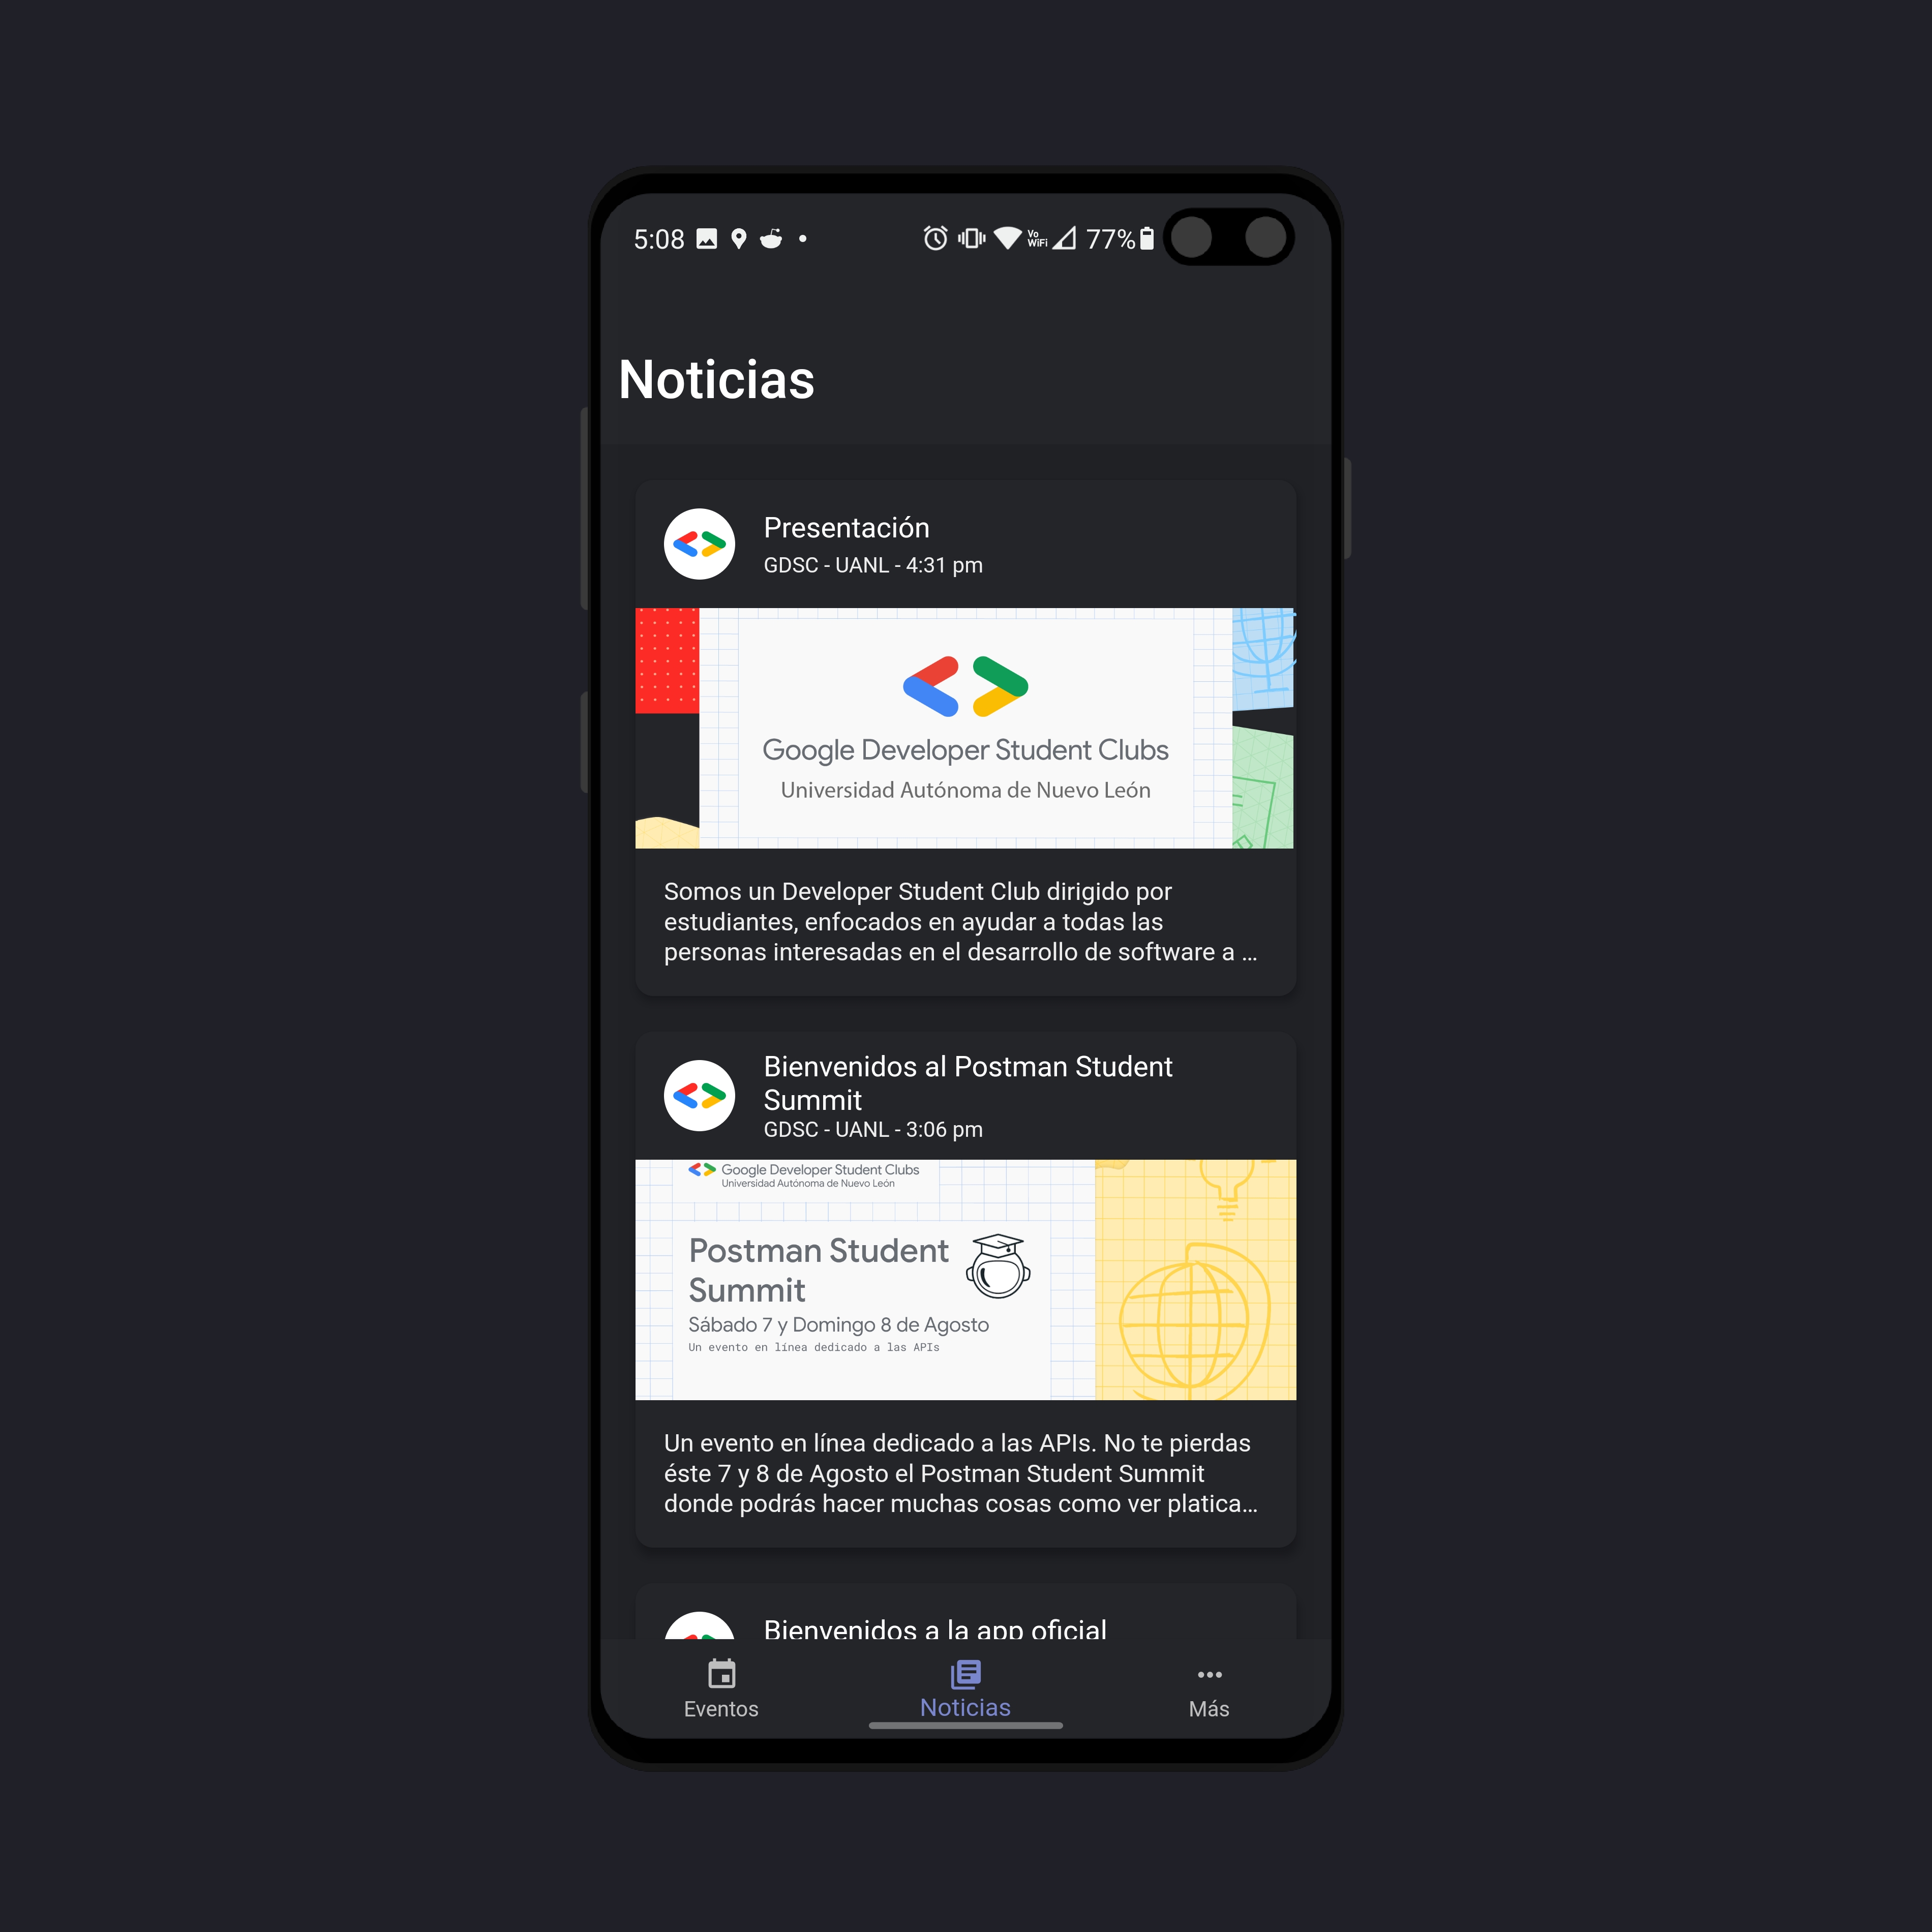 5:08
Vo
WiFi
77%
Noticias
Presentación
GDSC - UANL - 4:31 pm
Google Developer Student Clubs
Universidad Autónoma de Nuevo León
Somos un Developer Student Club dirigido por
estudiantes, enfocados en ayudar a todas las
personas interesadas en el desarrollo de software a ...
Bienvenidos al Postman Student
Summit
GDSC - UANL - 3:06 pm
Google Developer Student Clubs
Universidad Autónoma de Nuevo León
Postman Student
Summit
Sábado 7 y Domingo 8 de Agosto
Un evento en línea dedicado a las APIs
Un evento en línea dedicado a las APIs. No te pierdas
éste 7 y 8 de Agosto el Postman Student Summit
donde podrás hacer muchas cosas como ver platica...
Bienvenidos a la app oficial
Eventos
Noticias
Más